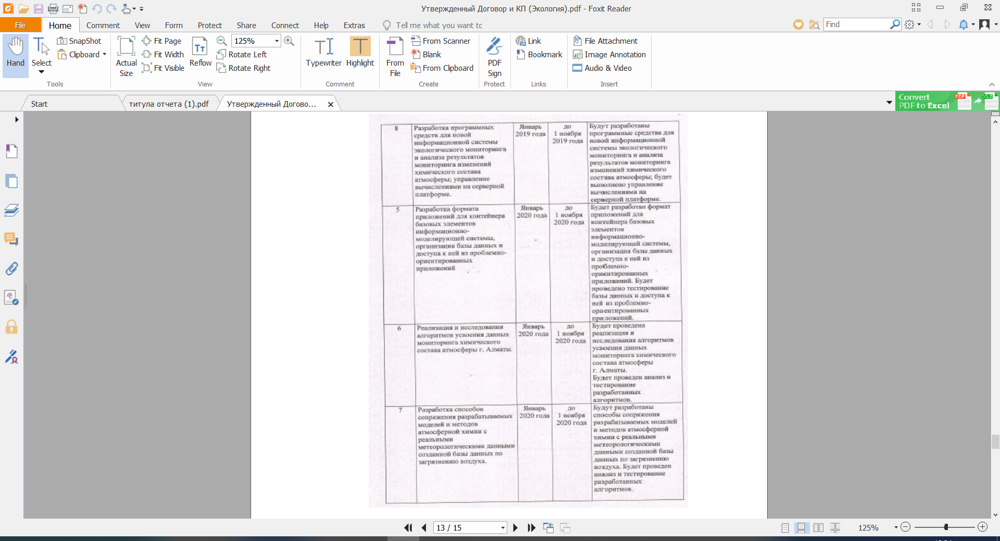 Утвержденный Договор и КП (Экология).pdf - Foxit Reader
File
Home
Comment
View
Form
Protect
Share
Connect
Help
Extras
Tell me what you want to
Find
Hand
Select
SnapShot
Clipboard
Tools
Actual
Size
Fit Page
Fit Width
Fit Visible
Reflow
125%
Rotate Left
Rotate Right
View
Typewriter
Highlight
Comment
From
File
From Scanner
Blank
From Clipboard
Create
PDF
Sign
Protect
Link
Bookmark
Links
File Attachment
Image Annotation
Audio & Video
Insert
Start
титула отчета (1).pdf
Утвержденный Догово...
Convert
PDF to Excel
PDF
XLS
8
Разработка программных
средств для новой
информационной системы
экологического мониторинга
и анализа результатов
мониторинга изменений
химического состава
атмосферы; управление
вычислениями на серверной
платформе.
Январь
2019 года
до
1 ноября
2019 года
Будут разработаны
программные средства для
новой информационной
системы экологического
мониторинга и анализа
результатов мониторинга
изменений химического
состава атмосферы; будет
выполнено управление
вычислениями на
серверной платформе.
5
Разработка формата
приложений для контейнера
базовых элементов
информационно-
моделирующей системы,
организация базы данных и
доступа к ней из проблемно-
ориентированных
приложений
Январь
2020 года
до
1 ноября
2020 года
Будет разработан формат
приложений для
контейнера базовых
элементов
информационно-
моделирующей системы,
организация базы данных
и доступа к ней из
проблемно-
ориентированных
приложений. Будет
проведено тестирование
базы данных и доступа к
ней из проблемно-
ориентированных
приложений.
6
Реализация и исследования
алгоритмов усвоения данных
мониторинга химического
состава атмосферы г. Алматы.
Январь
2020 года
до
1 ноября
2020 года
Будет проведена
реализация и
исследования алгоритмов
усвоения данных
мониторинга химического
состава атмосферы
г. Алматы.
Будет проведен анализ и
тестирование
разработанных
алгоритмов.
7
Разработка способов
сопряжения разрабатываемых
моделей и методов
атмосферной химии с
реальными
метеорологическими данными
созданной базы данных по
загрязнению воздуха.
Январь
2020 года
до
1 ноября
2020 года
Будут разработаны
способы сопряжения
разрабатываемых моделей
и методов атмосферной
химии с реальными
метеорологическими
данными созданной базы
данных по загрязнению
воздуха. Будет проведен
анализ и тестирование
разработанных
алгоритмов.
13 / 15
125%